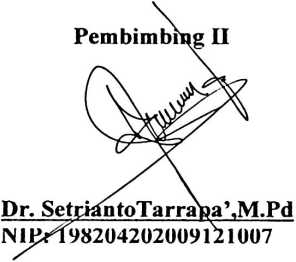 Pembimbing II
Dr. SetriantoTarrapa',M.Pd
NIP: 198204202009121007